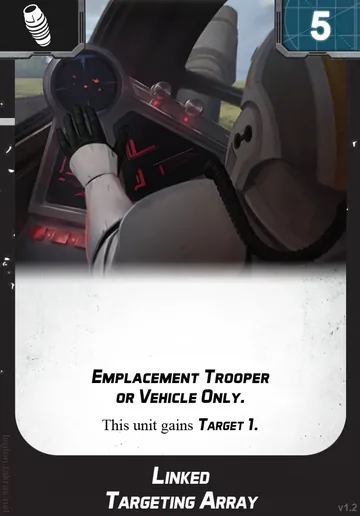 5
Emplacement Trooper
or Vehicle Only.
This unit gains Target 1.
Linked
Targeting Array
v1.2